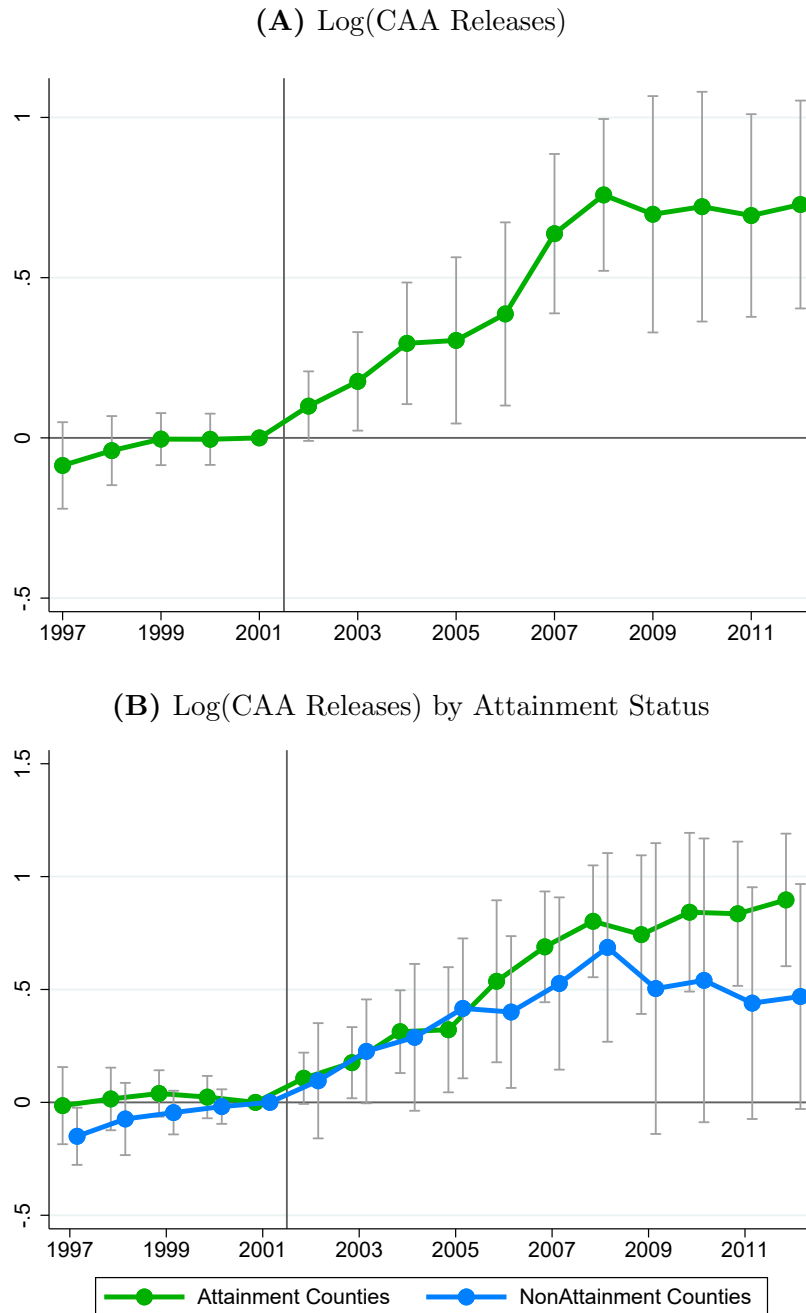 (A) Log(CAA Releases)
1
.5
0
-.5
1997 1999 2001 2003 2005 2007 2009 2011
(B) Log(CAA Releases) by Attainment Status
1.5
1
.5
0
-.5
1997 1999 2001 2003 2005 2007 2009 2011
Attainment Counties NonAttainment Counties